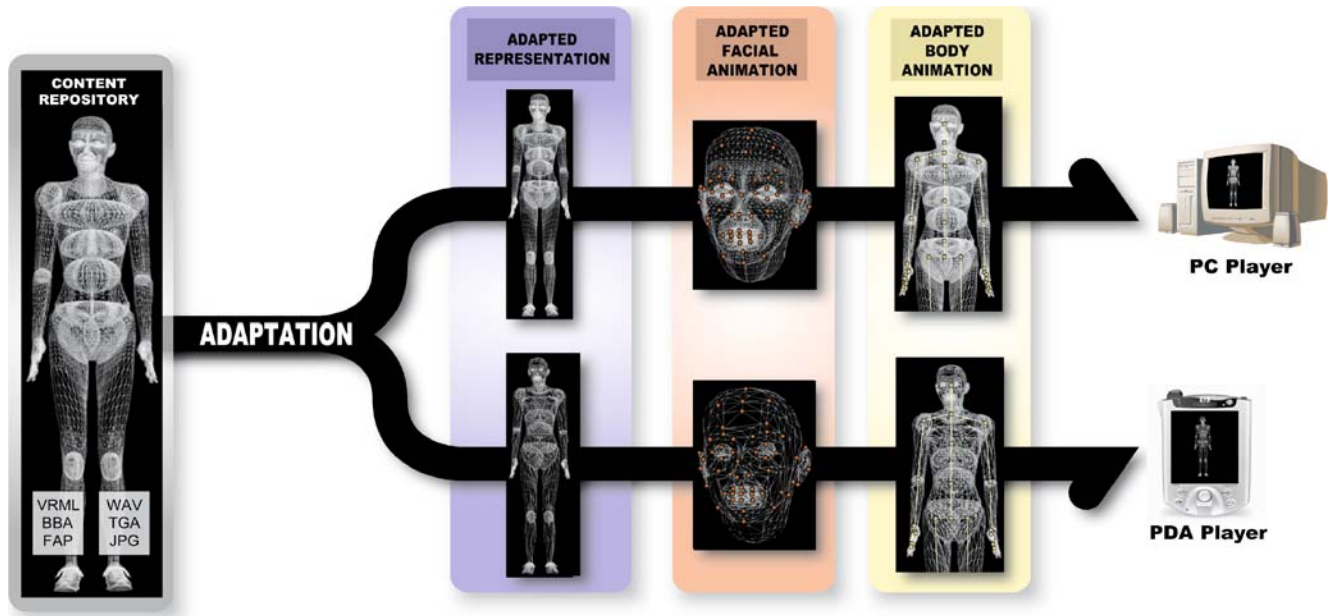 CONTENT
REPOSITORY
VRML
BBA
FAP
WAV
TGA
JPG
ADAPTATION
ADAPTED
REPRESENTATION
ADAPTED
FACIAL
ANIMATION
ADAPTED
BODY
ANIMATION
PC Player
PDA Player